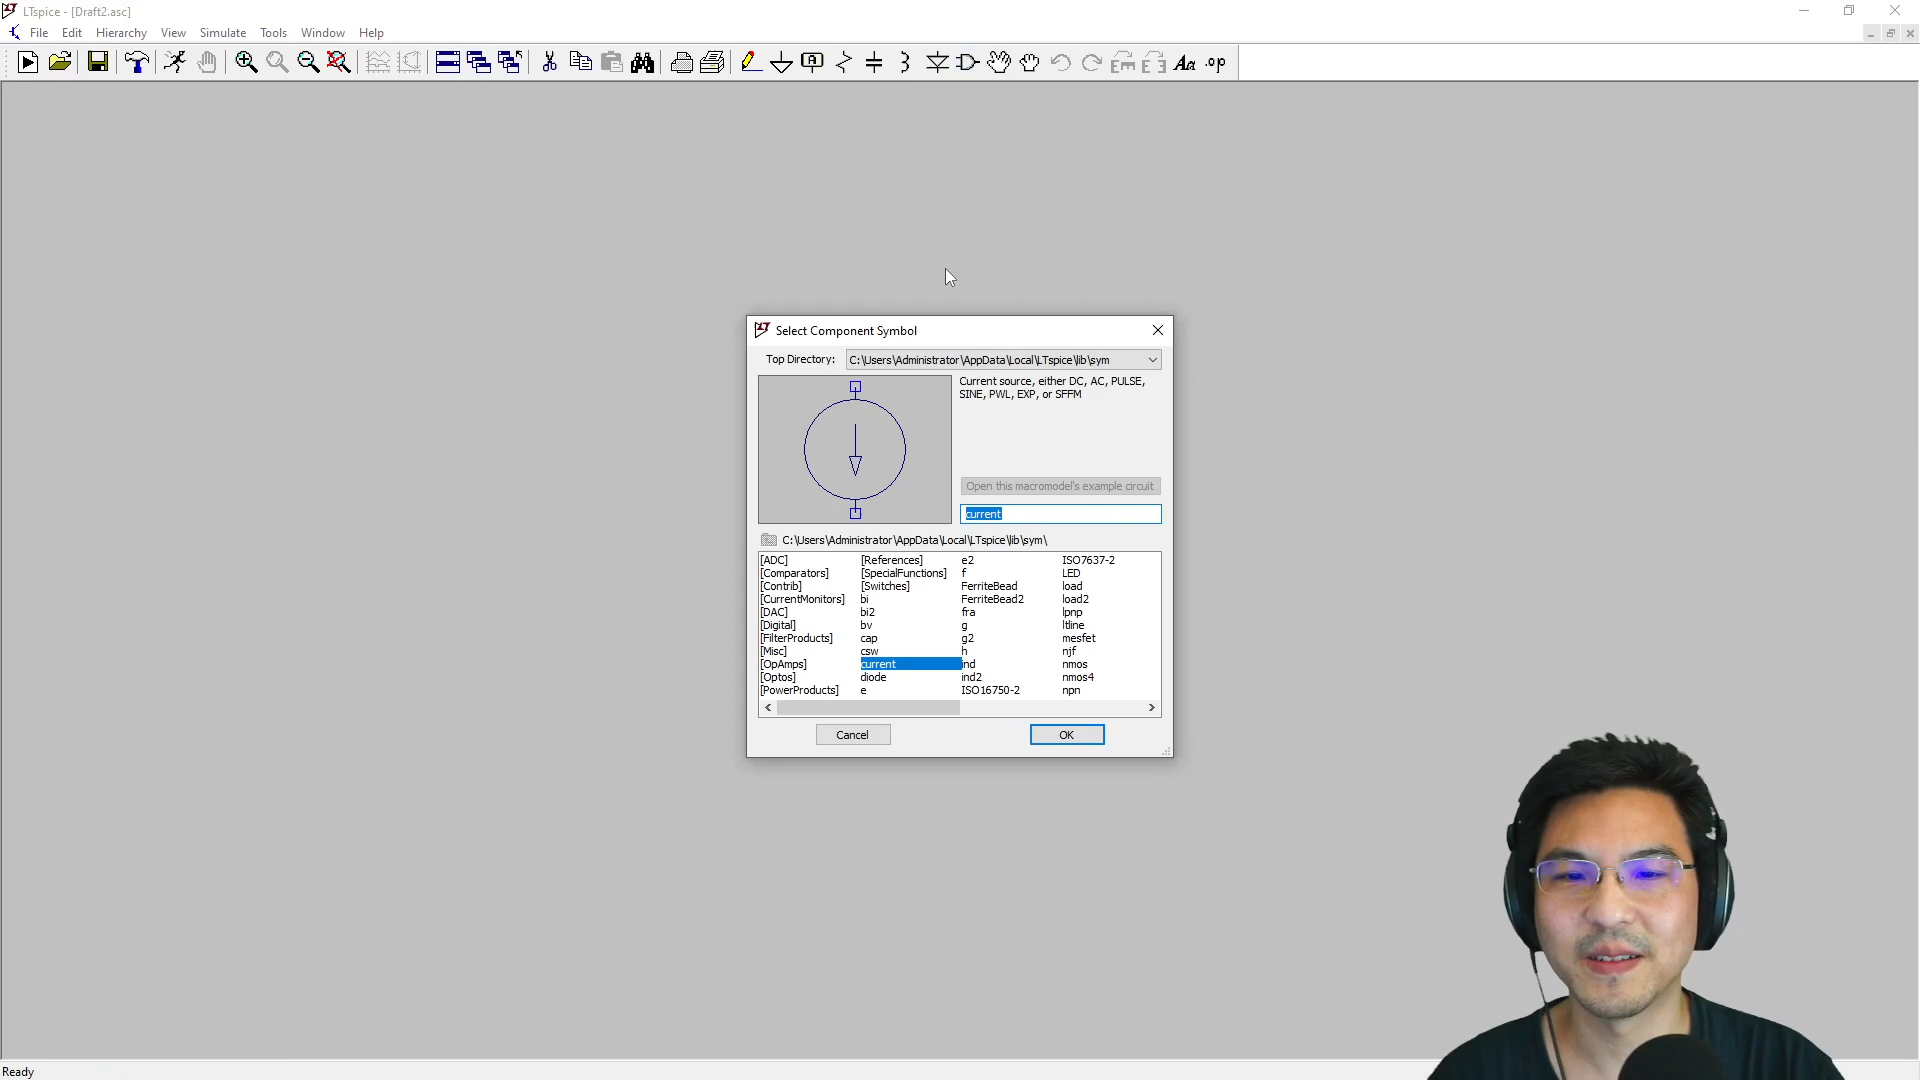 LTspice - [Draft2.asc]
File Edit Hierarchy View Simulate Tools Window Help
A Aa .op
Select Component Symbol
Top Directory: C:\Users\Administrator\AppData\Local\LTspice\lib\sym
Current source, either DC, AC, PULSE,
SINE, PWL, EXP, or SFFM
Open this macromodel's example circuit
current
C:\Users\Administrator\AppData\Local\LTspice\lib\sym\
[ADC] [References] e2 ISO7637-2
[Comparators] [SpecialFunctions] f LED
[Contrib] [Switches] FerriteBead load
[CurrentMonitors] bi FerriteBead2 load2
[DAC] bi2 fra lpnp
[Digital] bv g ltline
[FilterProducts] cap g2 mesfet
[Misc] csw h njf
[OpAmps] current ind nmos
[Optos] diode ind2 nmos4
[PowerProducts] e ISO16750-2 npn
Cancel OK
Ready